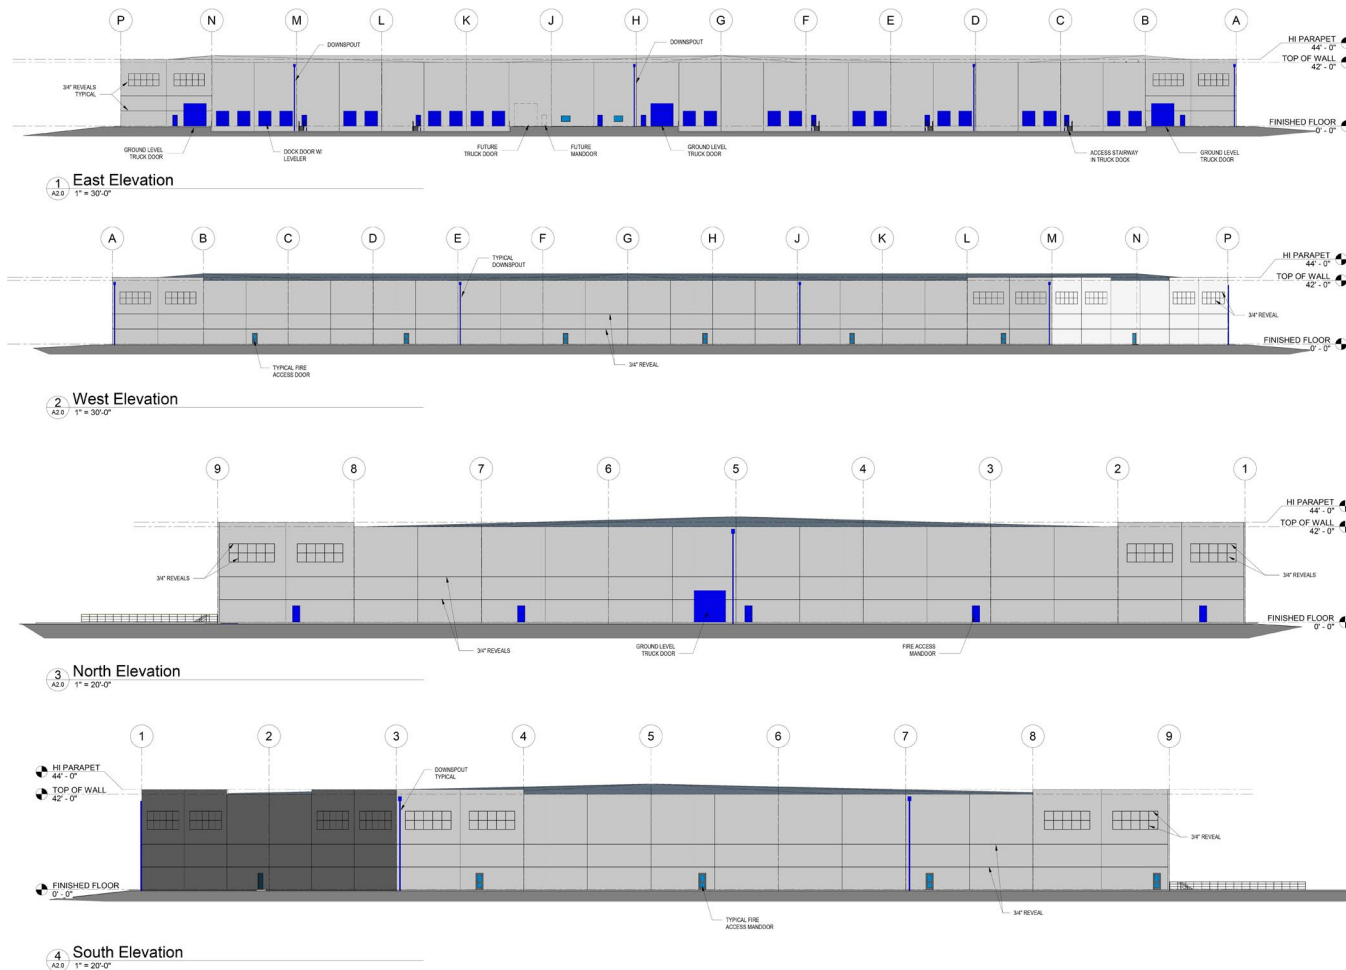 P N M L K J H G F E D C B A
DOWNSPOUT
DOWNSPOUT
HI PARAPET
44' - 0"
TOP OF WALL
42' - 0"
3/4" REVEALS
TYPICAL
FINISHED FLOOR
0' - 0"
GROUND LEVEL
TRUCK DOOR
DOCK DOOR W/
LEVELER
FUTURE
TRUCK DOOR
FUTURE
MANDOOR
GROUND LEVEL
TRUCK DOOR
ACCESS STAIRWAY
IN TRUCK DOCK
GROUND LEVEL
TRUCK DOOR
1 East Elevation
A2.0 1" = 30'-0"
A B C D E F G H J K L M N P
TYPICAL
DOWNSPOUT
HI PARAPET
44' - 0"
TOP OF WALL
42' - 0"
3/4" REVEAL
FINISHED FLOOR
0' - 0"
TYPICAL FIRE
ACCESS DOOR
3/4" REVEAL
2 West Elevation
A2.0 1" = 30'-0"
9 8 7 6 5 4 3 2 1
HI PARAPET
44' - 0"
TOP OF WALL
42' - 0"
3/4" REVEALS
3/4" REVEALS
FINISHED FLOOR
0' - 0"
3/4" REVEALS
GROUND LEVEL
TRUCK DOOR
FIRE ACCESS
MANDOOR
3 North Elevation
A2.0 1" = 20'-0"
1 2 3 4 5 6 7 8 9
HI PARAPET
44' - 0"
TOP OF WALL
42' - 0"
DOWNSPOUT
TYPICAL
3/4" REVEAL
FINISHED FLOOR
0' - 0"
TYPICAL FIRE
ACCESS MANDOOR
3/4" REVEAL
4 South Elevation
A2.0 1" = 20'-0"